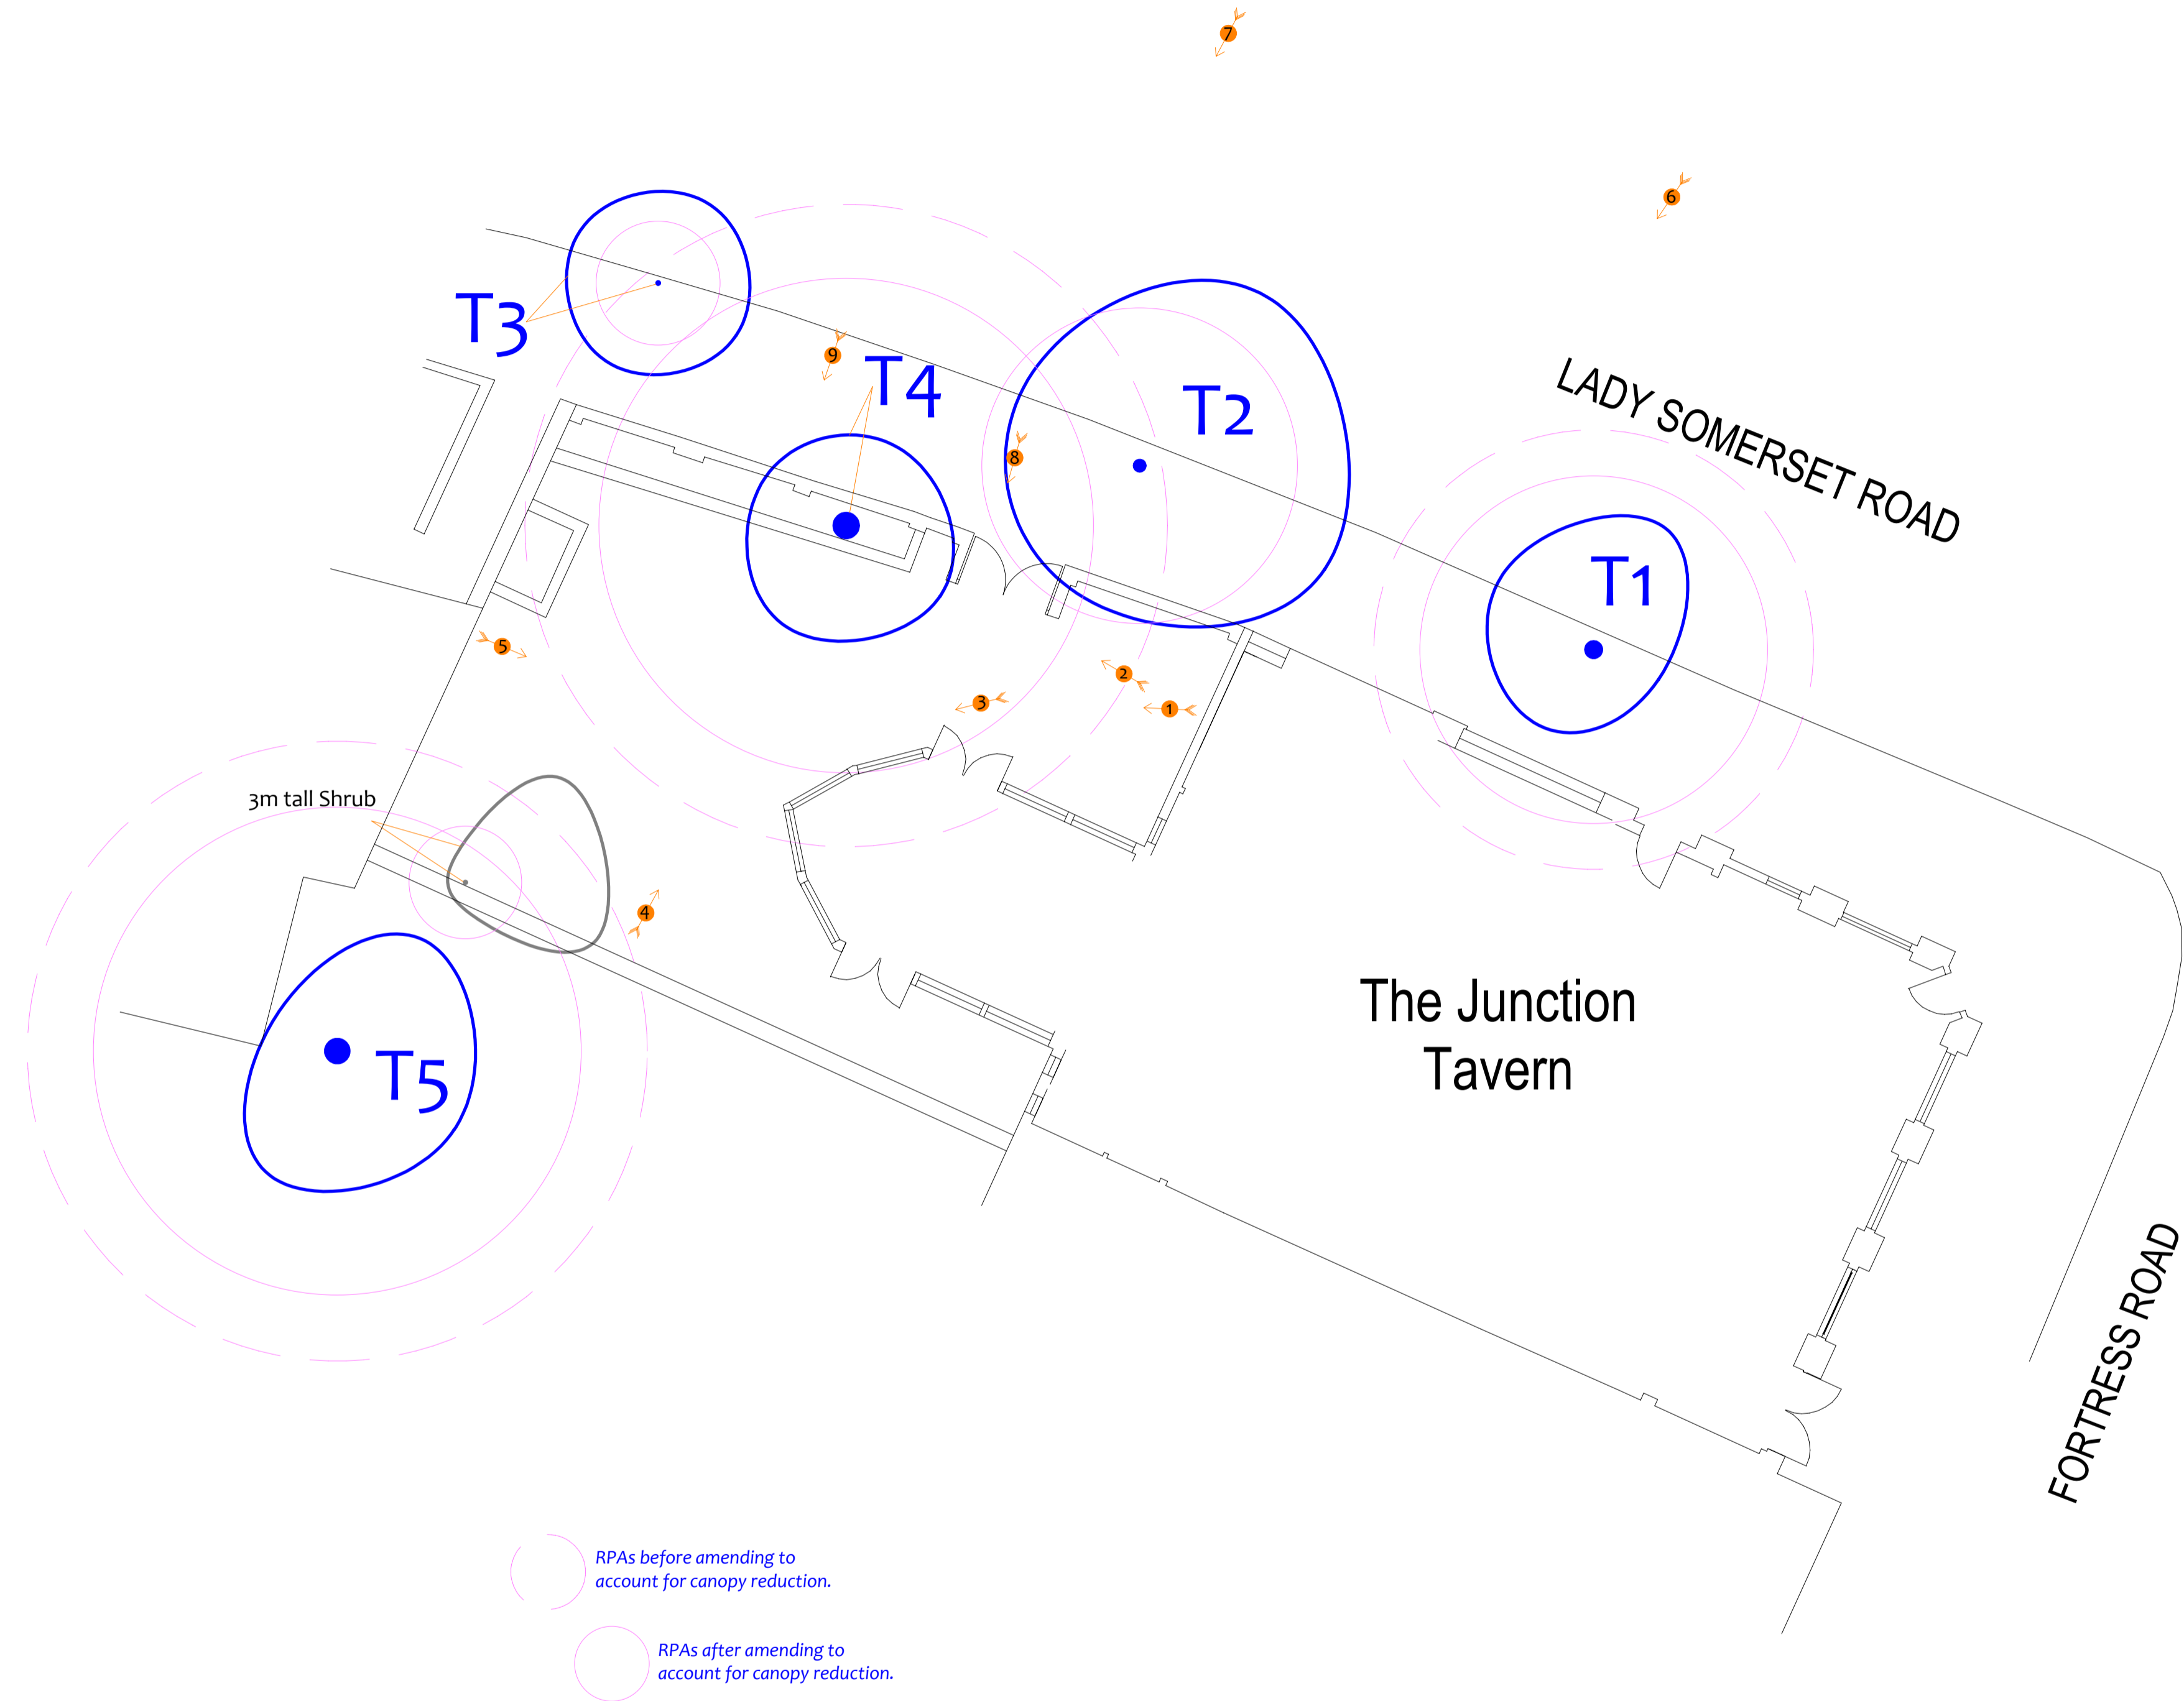 7
6
T3
9
T4
T2
8
LADY SOMERSET ROAD
T1
5
2
3
1
3m tall Shrub
4
The Junction
Tavern
T5
FORTRESS ROAD
RPAs before amending to
account for canopy reduction.
RPAs after amending to
account for canopy reduction.